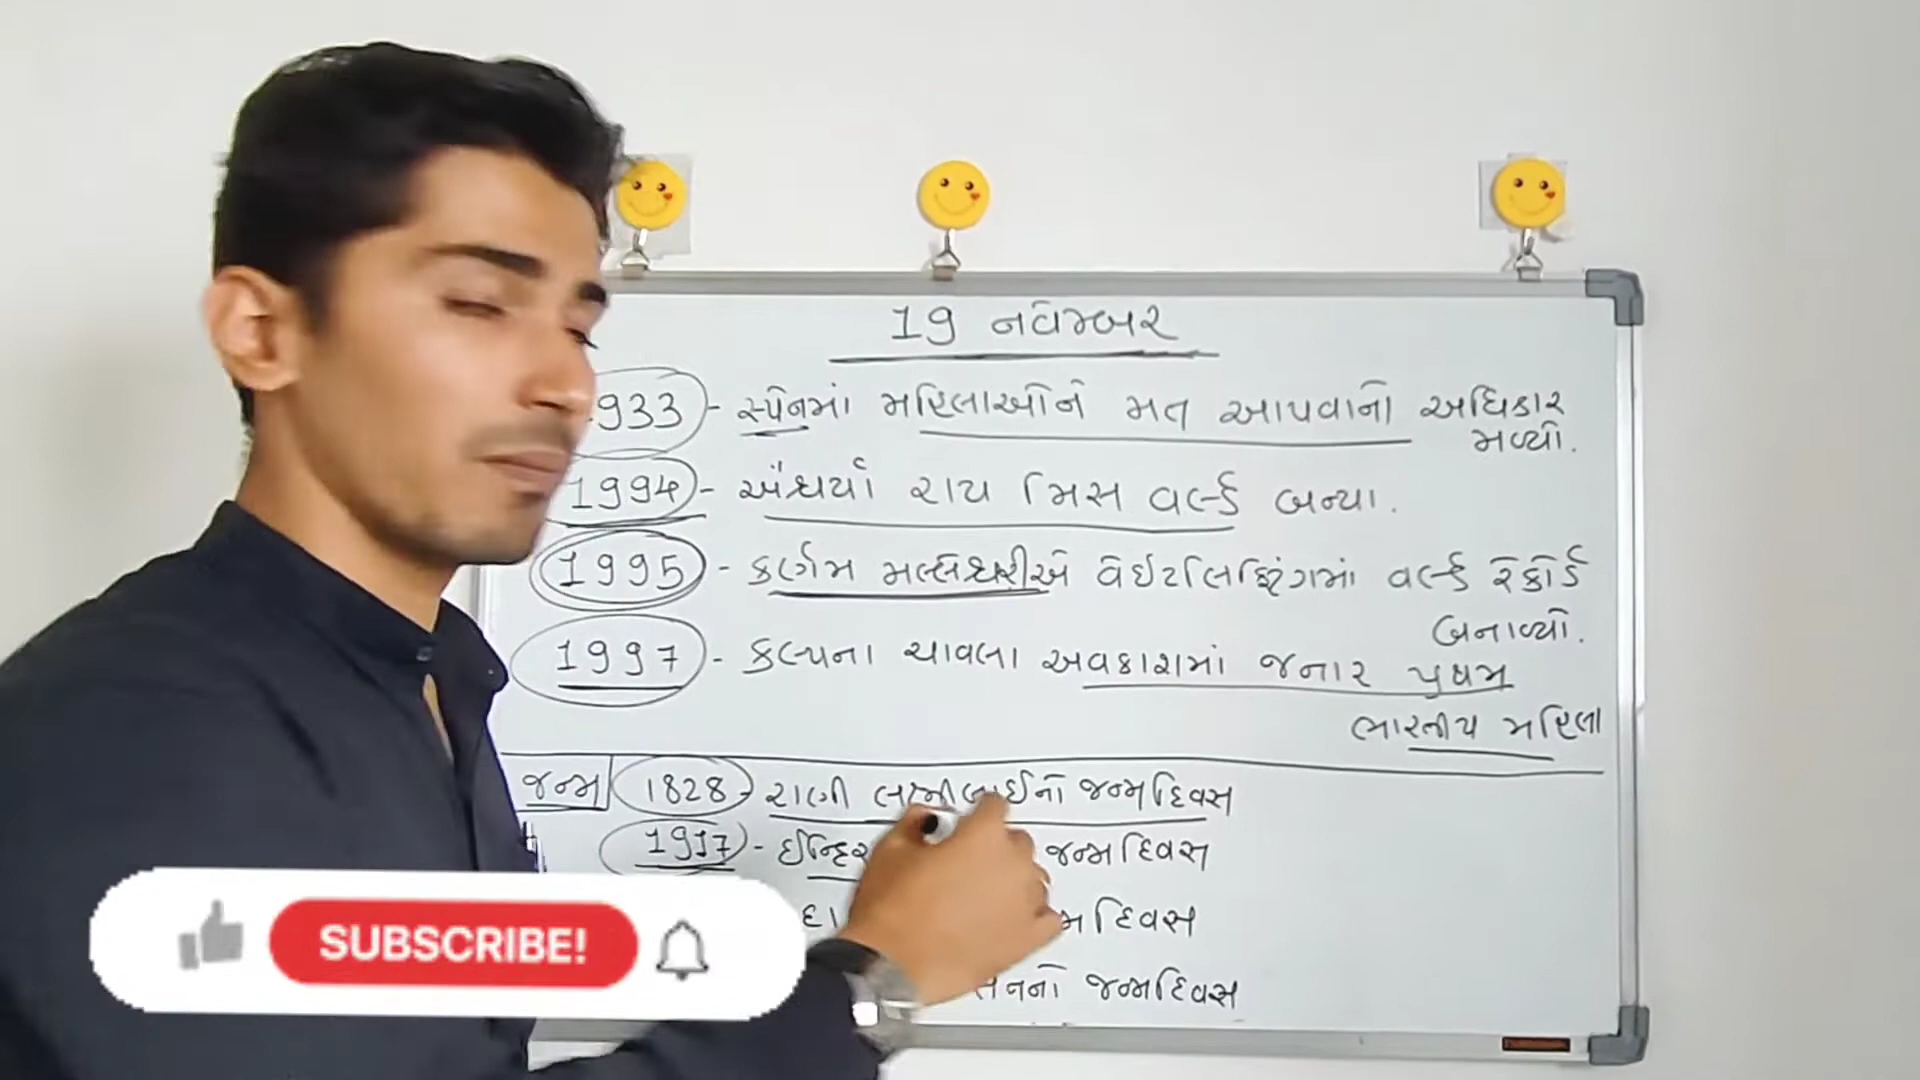 19 નવેમ્બર
933 - સ્પેનમાં મહિલાઓને મત આપવાનો અધિકાર
મળ્યો.
1994 - ઐશ્વર્યા રાય મિસ વર્લ્ડ બન્યા.
1995 - કર્ણમ મલ્લેશ્વરીએ વેઈટલિફ્ટિંગમાં વર્લ્ડ રેકોર્ડ
બનાવ્યો.
1997 - કલ્પના ચાવલા અવકાશમાં જનાર પ્રથમ
ભારતીય મહિલા
જન્મ 1828 - રાણી લક્ષ્મીબાઈનો જન્મદિવસ
1917 - જન્મદિવસ
દિવસ
જન્મદિવસ
SUBSCRIBE!